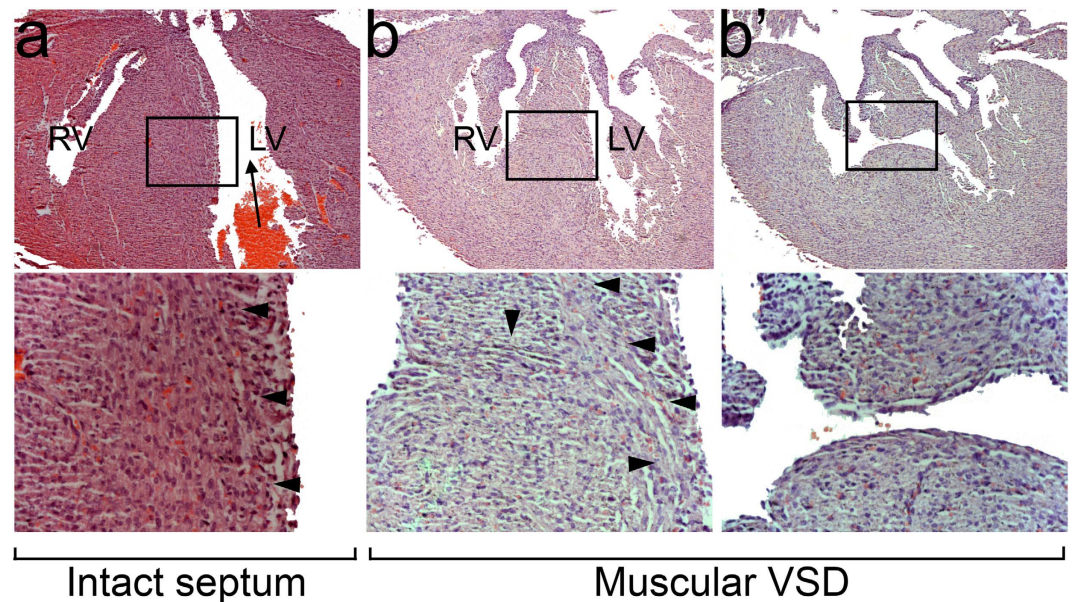 a
b
b'
RV
LV
RV
LV
Intact septum
Muscular VSD